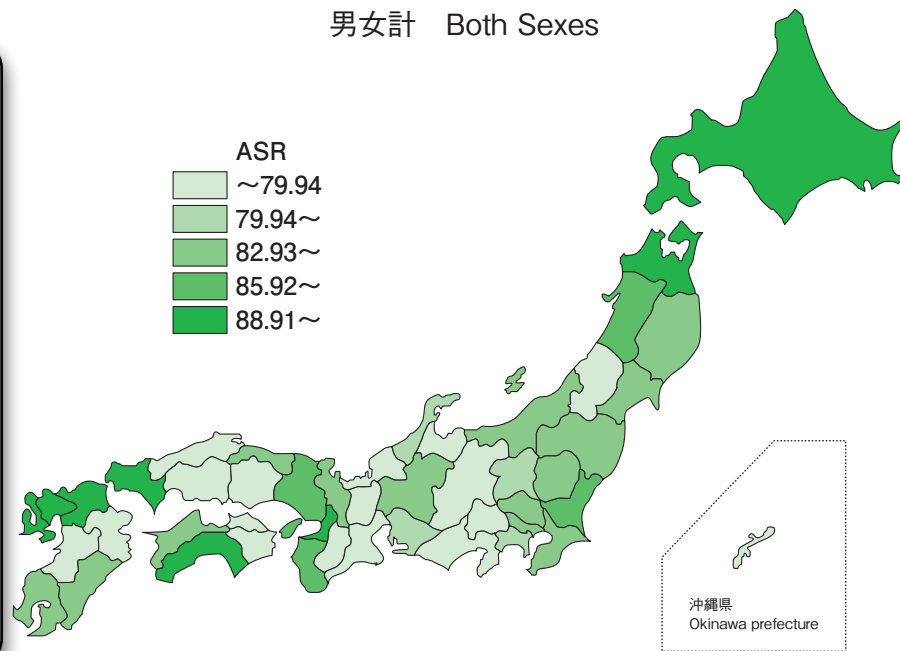 男女計 Both Sexes
ASR
～79.94
79.94～
82.93～
85.92～
88.91～
沖縄県
Okinawa prefecture